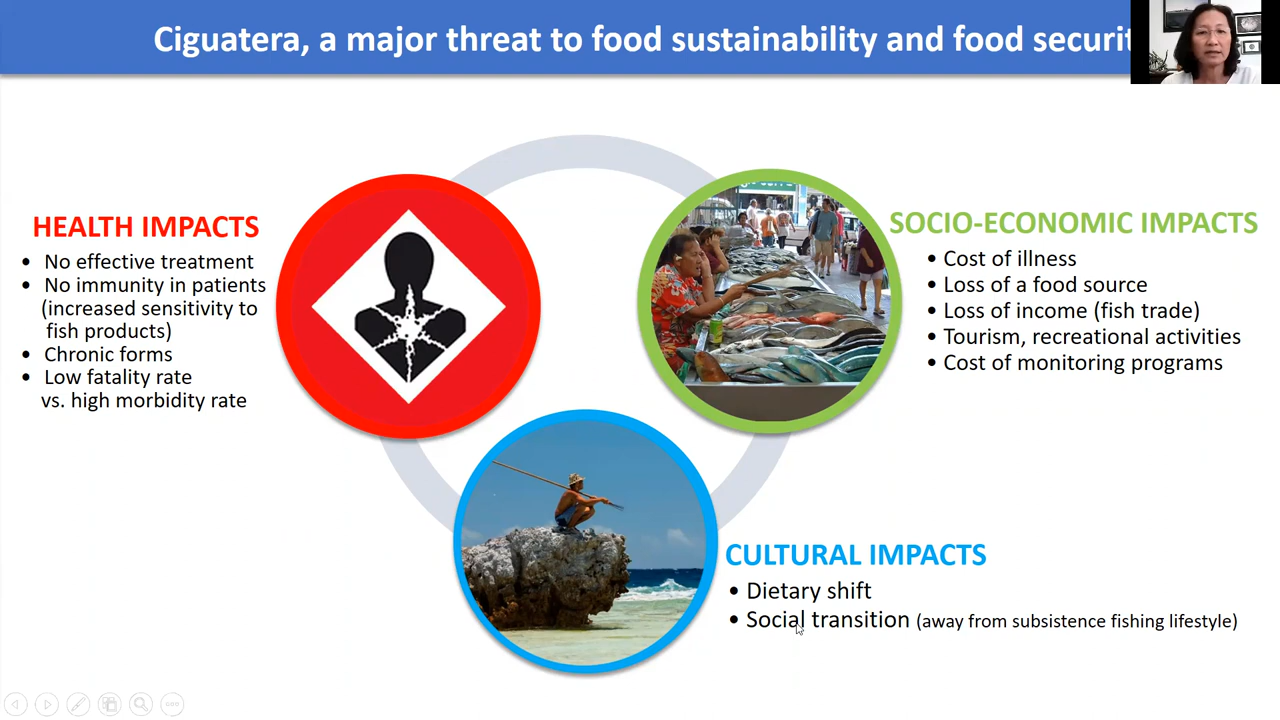 Ciguatera, a major threat to food sustainability and food securit
HEALTH IMPACTS
• No effective treatment
• No immunity in patients
(increased sensitivity to
fish products)
• Chronic forms
• Low fatality rate
vs. high morbidity rate
SOCIO-ECONOMIC IMPACTS
• Cost of illness
• Loss of a food source
• Loss of income (fish trade)
• Tourism, recreational activities
• Cost of monitoring programs
CULTURAL IMPACTS
• Dietary shift
• Social transition (away from subsistence fishing lifestyle)